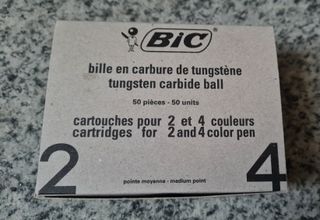 BiC
bille en carbure de tungstène
tungsten carbide ball
50 pièces - 50 units
cartouches pour 2 et 4 couleurs
cartridges for 2 and 4 color pen
2 4
pointe moyenne - medium point